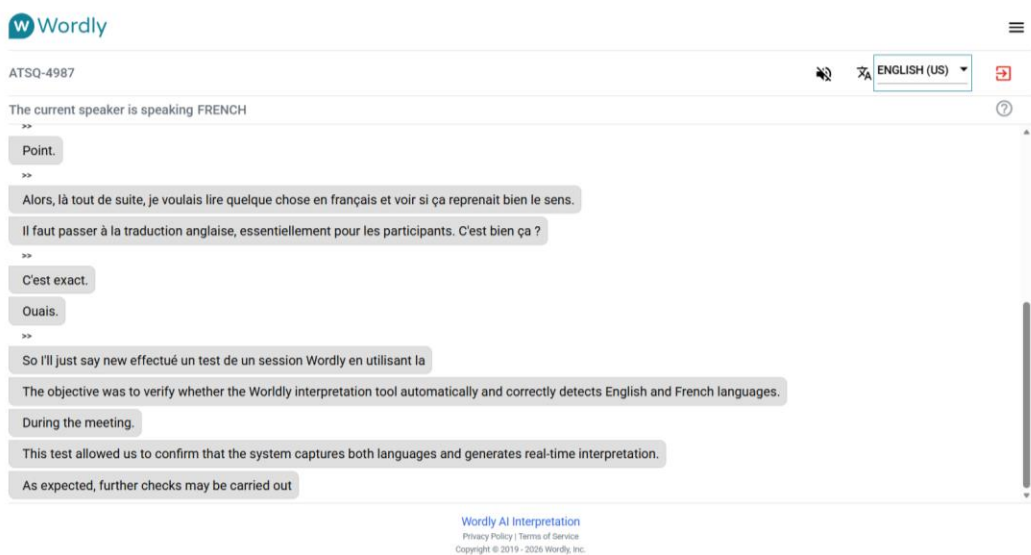 Wordly
ATSQ-4987
ENGLISH (US)
The current speaker is speaking FRENCH
>>
Point.
>>
Alors, là tout de suite, je voulais lire quelque chose en français et voir si ça reprenait bien le sens.
Il faut passer à la traduction anglaise, essentiellement pour les participants. C'est bien ça ?
>>
C'est exact.
Ouais.
>>
So I'll just say new effectué un test de un session Wordly en utilisant la
The objective was to verify whether the Worldly interpretation tool automatically and correctly detects English and French languages.
During the meeting.
This test allowed us to confirm that the system captures both languages and generates real-time interpretation.
As expected, further checks may be carried out
Wordly AI Interpretation
Privacy Policy | Terms of Service
Copyright © 2019 - 2026 Wordly, Inc.